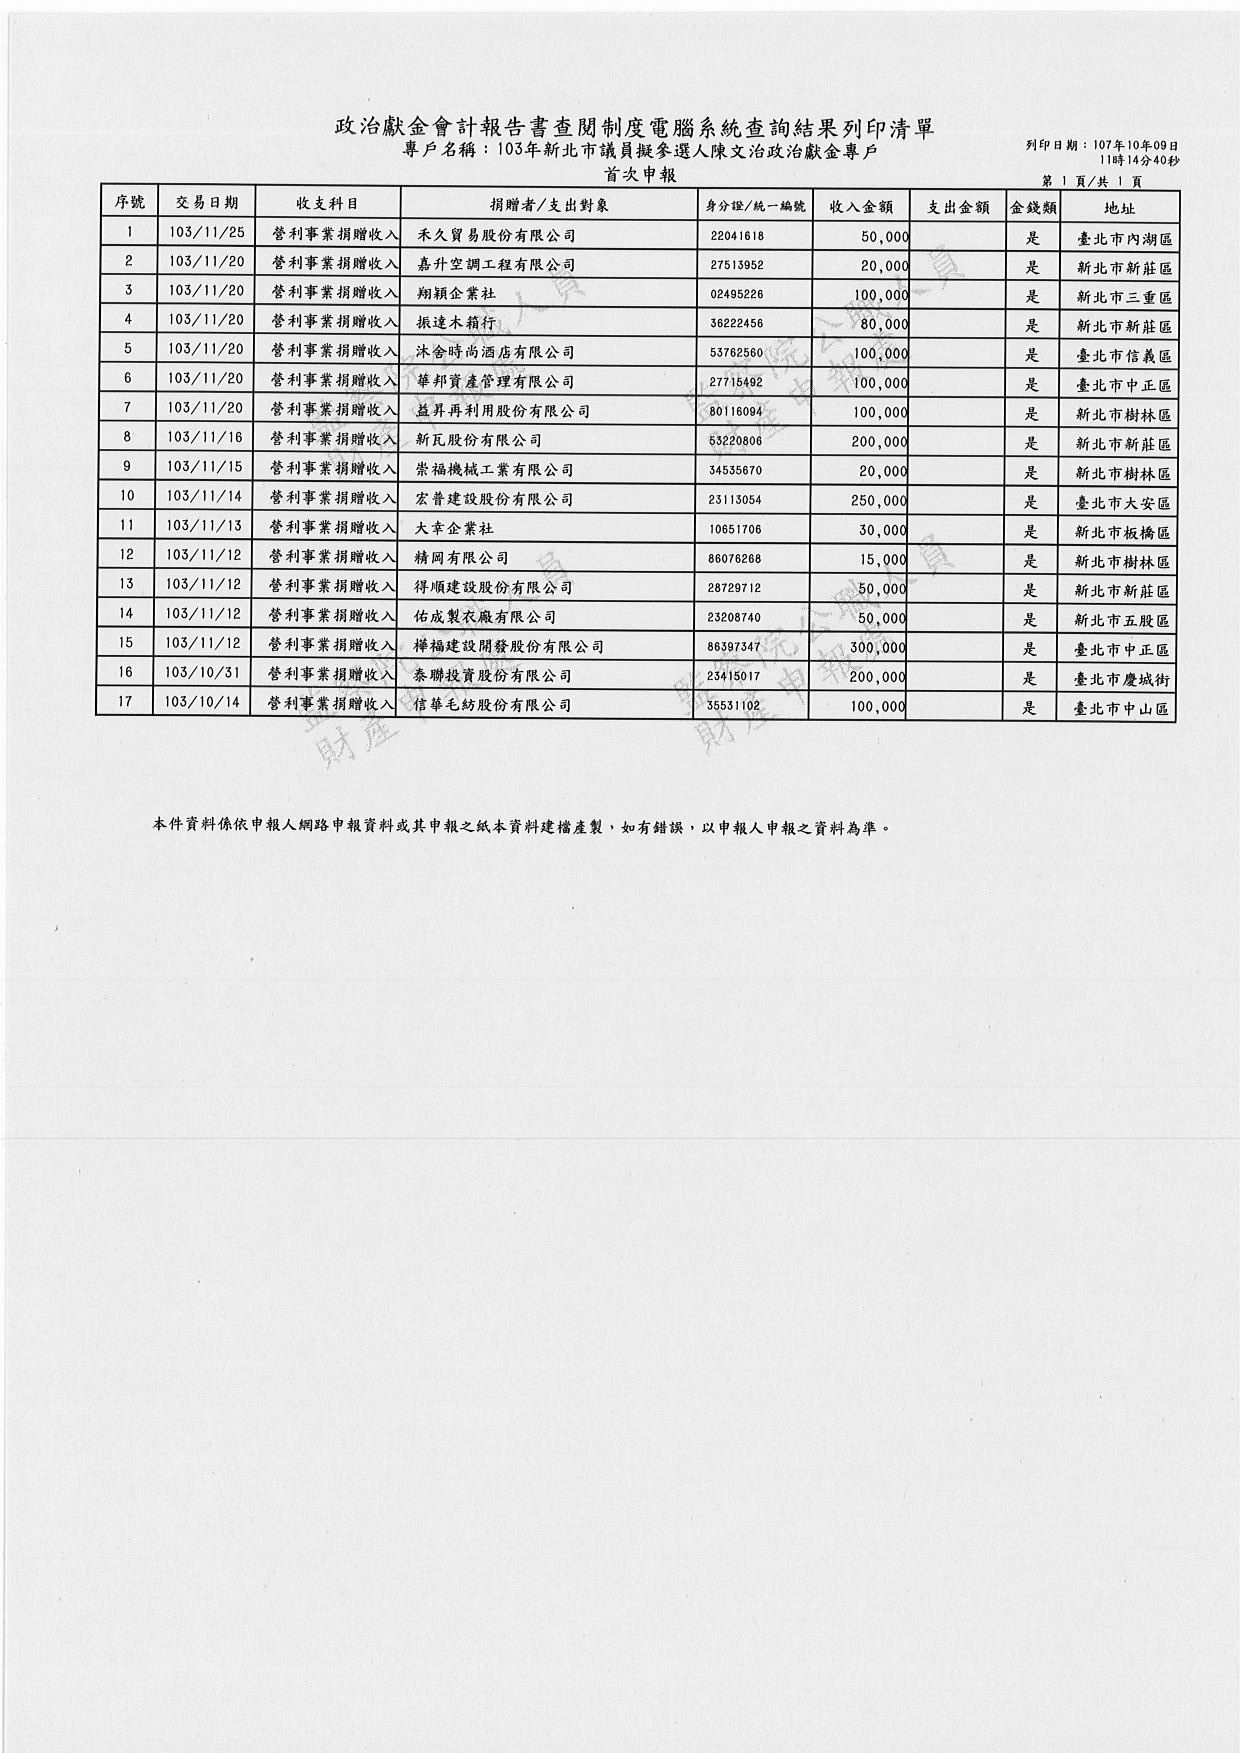 政治獻金會計報告書查閱制度電腦系統查詢結果列印清單
專戶名稱：103年新北市議員擬參選人陳文治政治獻金專戶
列印日期：107年10月09日
11時14分40秒
首次申報
第 1 頁/共 1 頁
序號 交易日期 收支科目 捐贈者/支出對象 身分證/統一編號 收入金額 支出金額 金錢類 地址
1 103/11/25 營利事業捐贈收入 禾久貿易股份有限公司 22041618 50,000 是 臺北市內湖區
2 103/11/20 營利事業捐贈收入 嘉升空調工程有限公司 27513952 20,000 是 新北市新莊區
3 103/11/20 營利事業捐贈收入 翔穎企業社 02495226 100,000 是 新北市三重區
4 103/11/20 營利事業捐贈收入 振達木箱行 36222456 80,000 是 新北市新莊區
5 103/11/20 營利事業捐贈收入 沐舍時尚酒店有限公司 53762560 100,000 是 臺北市信義區
6 103/11/20 營利事業捐贈收入 華邦資產管理有限公司 27715492 100,000 是 臺北市中正區
7 103/11/20 營利事業捐贈收入 益昇再利用股份有限公司 80116094 100,000 是 新北市樹林區
8 103/11/16 營利事業捐贈收入 新瓦股份有限公司 53220806 200,000 是 新北市新莊區
9 103/11/15 營利事業捐贈收入 崇福機械工業有限公司 34535670 20,000 是 新北市樹林區
10 103/11/14 營利事業捐贈收入 宏普建設股份有限公司 23113054 250,000 是 臺北市大安區
11 103/11/13 營利事業捐贈收入 大幸企業社 10651706 30,000 是 新北市板橋區
12 103/11/12 營利事業捐贈收入 精岡有限公司 86076268 15,000 是 新北市樹林區
13 103/11/12 營利事業捐贈收入 得順建設股份有限公司 28729712 50,000 是 新北市新莊區
14 103/11/12 營利事業捐贈收入 佑成製衣廠有限公司 23208740 50,000 是 新北市五股區
15 103/11/12 營利事業捐贈收入 樺福建設開發股份有限公司 86397347 300,000 是 臺北市中正區
16 103/10/31 營利事業捐贈收入 泰聯投資股份有限公司 23415017 200,000 是 臺北市慶城街
17 103/10/14 營利事業捐贈收入 信華毛紡股份有限公司 35531102 100,000 是 臺北市中山區
本件資料係依申報人網路申報資料或其申報之紙本資料建檔產製，如有錯誤，以申報人申報之資料為準。